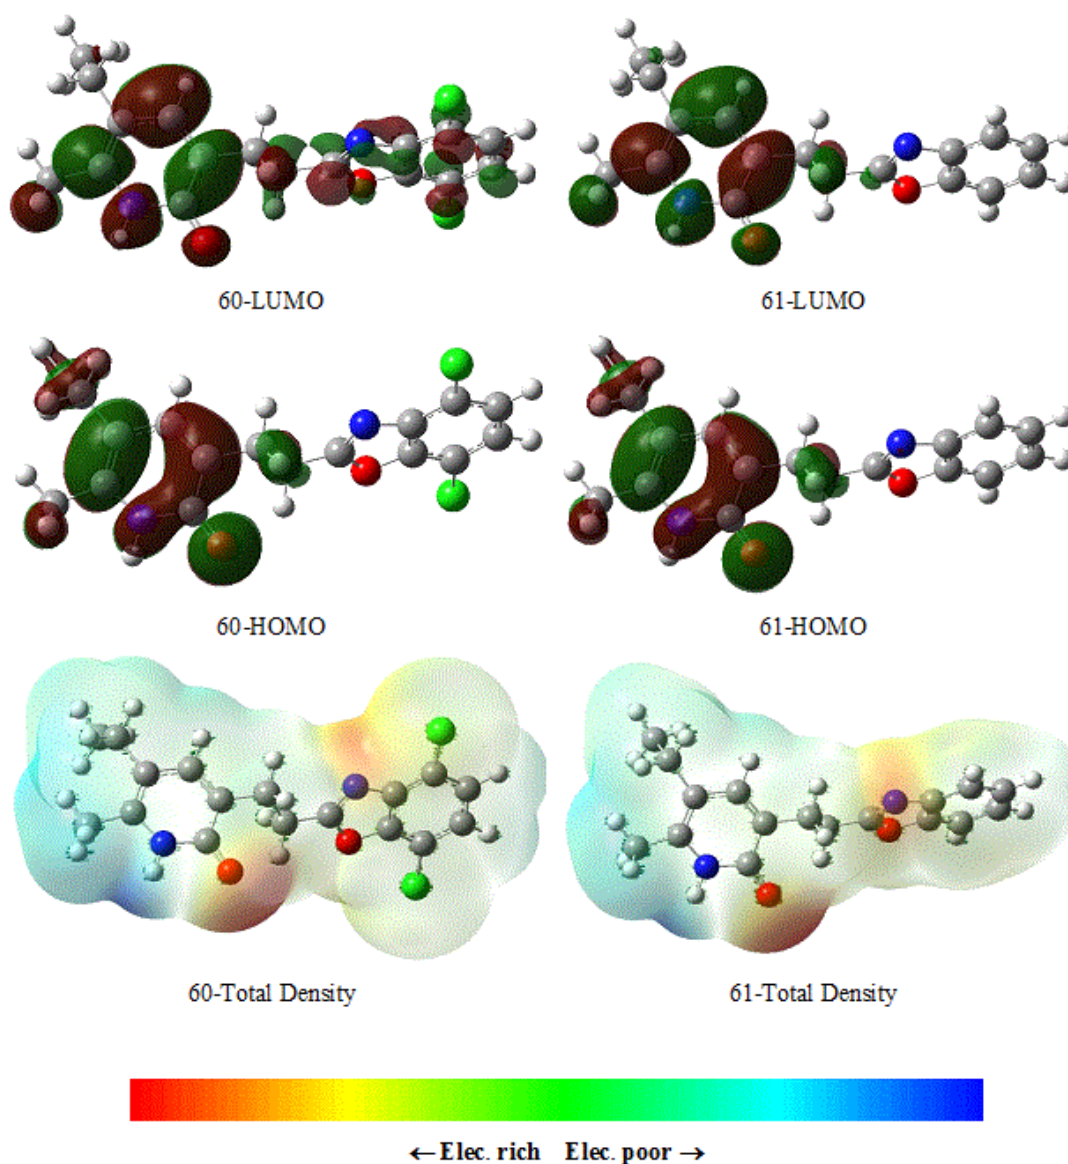 60-LUMO 61-LUMO
60-HOMO 61-HOMO
60-Total Density 61-Total Density
← Elec. rich Elec. poor →